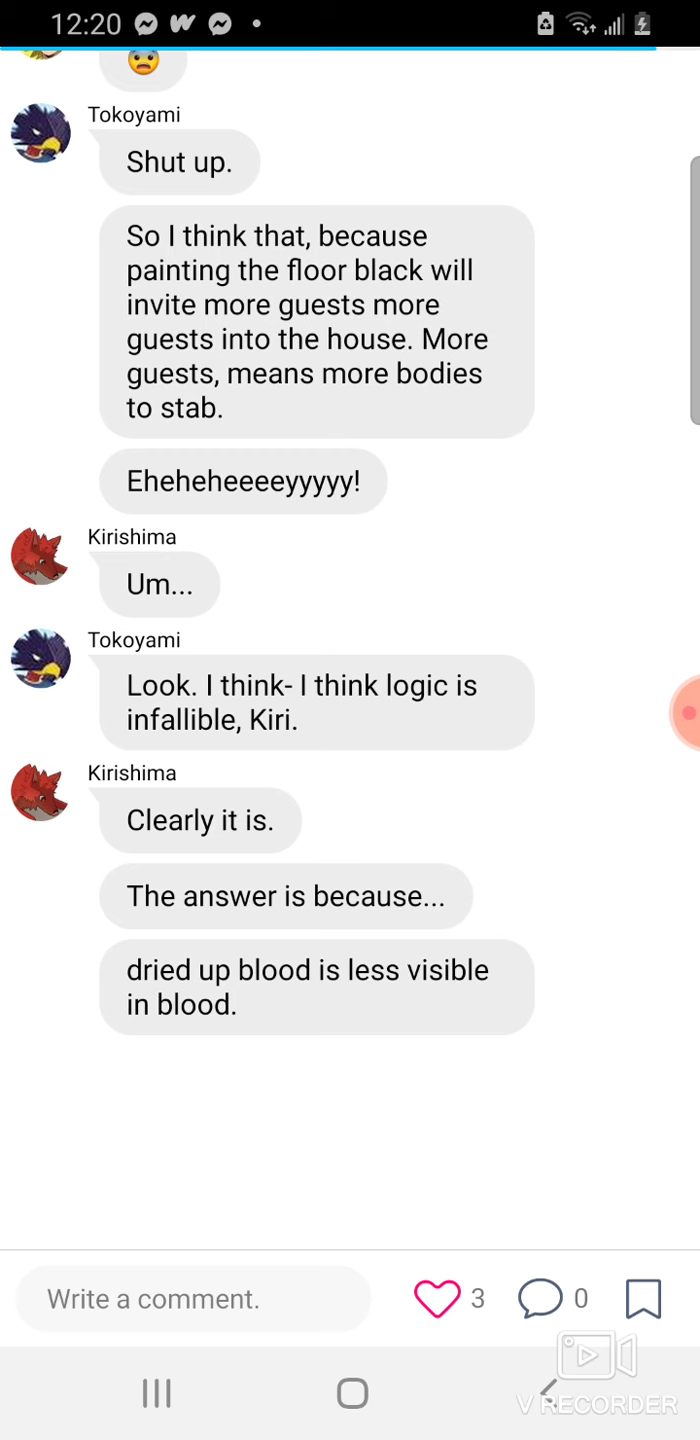 12:20
Tokoyami
Shut up.
So I think that, because
painting the floor black will
invite more guests more
guests into the house. More
guests, means more bodies
to stab.
Eheheheeeeyyyyy!
Kirishima
Um...
Tokoyami
Look. I think- I think logic is
infallible, Kiri.
Kirishima
Clearly it is.
The answer is because...
dried up blood is less visible
in blood.
Write a comment.
3
0
V RECORDER